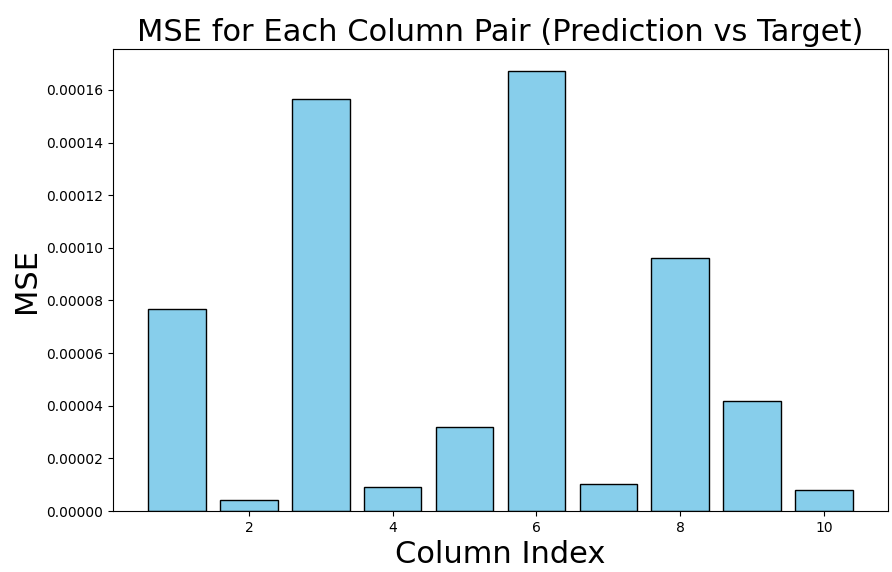 MSE for Each Column Pair (Prediction vs Target)
MSE
0.00016
0.00014
0.00012
0.00010
0.00008
0.00006
0.00004
0.00002
0.00000
2 4 6 8 10
Column Index